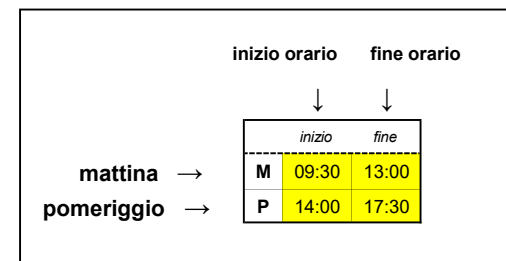 inizio orario fine orario
↓ ↓
inizio fine
mattina → M 09:30 13:00
pomeriggio → P 14:00 17:30